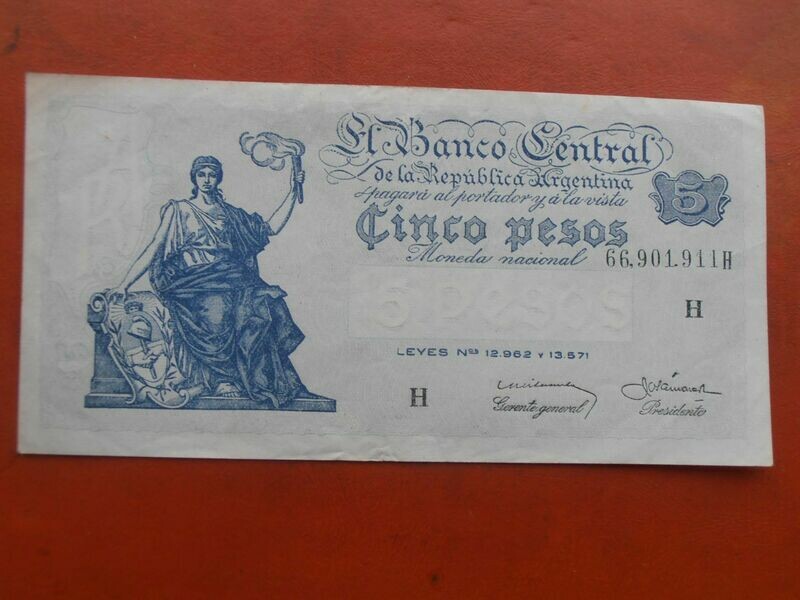 El Banco Central
de la República Argentina
pagará al portador y á la vista
5
Cinco pesos
Moneda nacional 66,901.911H
5 Pesos
H
LEYES Nos 12.962 y 13.571
H
Gerente general
Presidente